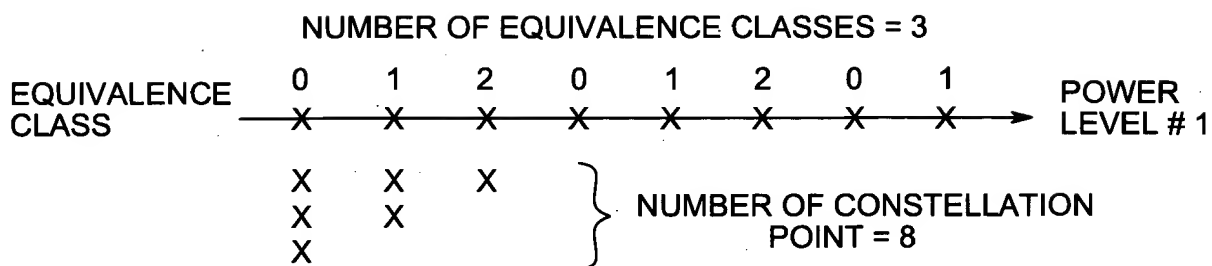 NUMBER OF EQUIVALENCE CLASSES = 3
0 1 2 0 1 2 0 1
EQUIVALENCE
CLASS
X X X X X X X X
POWER
LEVEL # 1
X X X
X X
X
NUMBER OF CONSTELLATION
POINT = 8